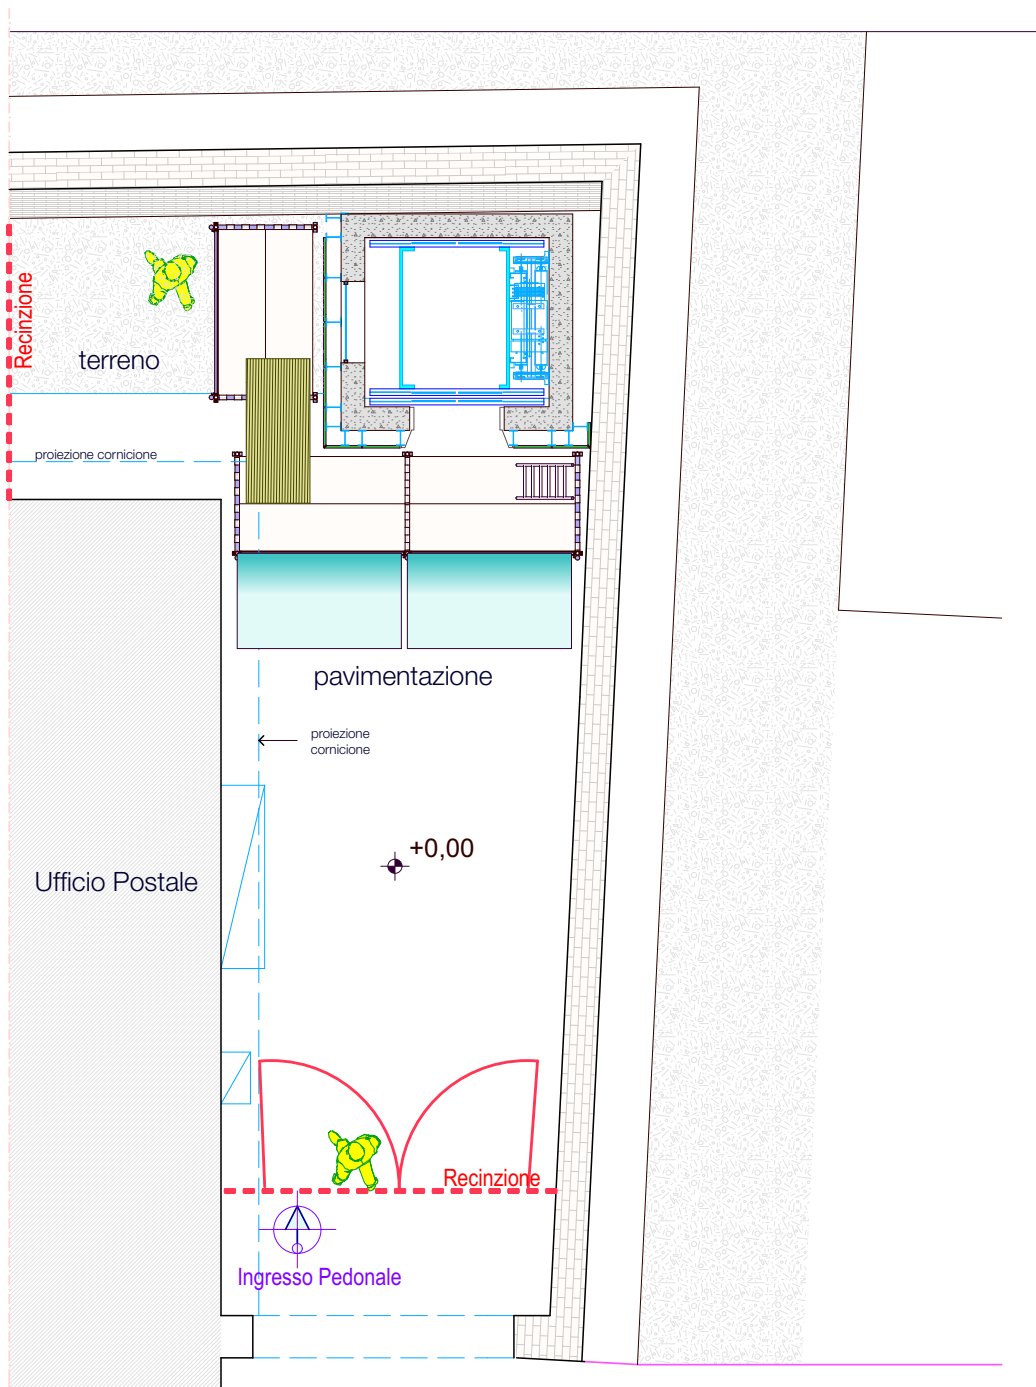 Recinzione
terreno
proiezione cornicione
pavimentazione
proiezione
cornicione
+0,00
Ufficio Postale
Recinzione
Ingresso Pedonale